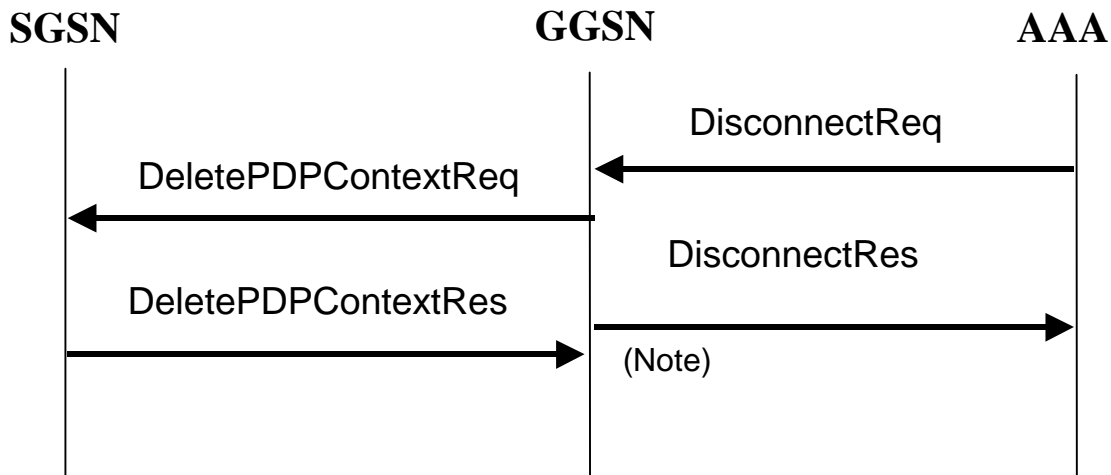 SGSN GGSN AAA
DisconnectReq
DeletePDPContextReq
DisconnectRes
DeletePDPContextRes
(Note)